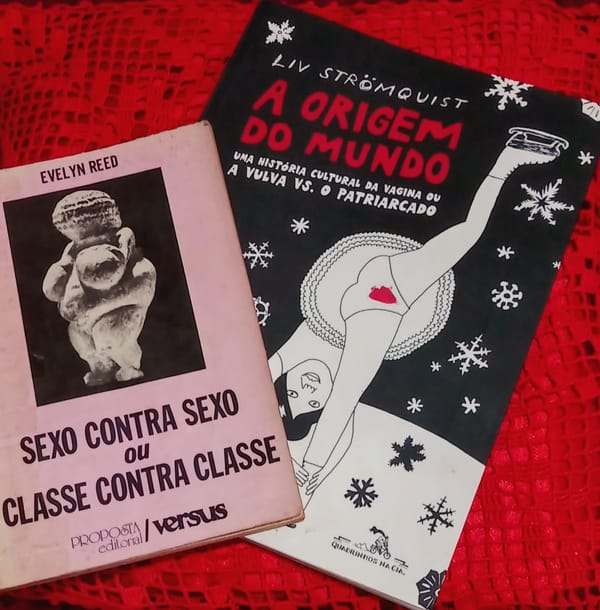 EVELYN REED
SEXO CONTRA SEXO
OU
CLASSE CONTRA CLASSE
PROPOSTA
editorial/versus
LIV STRÖMQUIST
A ORIGEM
DO MUNDO
UMA HISTÓRIA CULTURAL DA VAGINA OU
A VULVA VS. O PATRIARCADO
QUADRINHOS NA CIA.